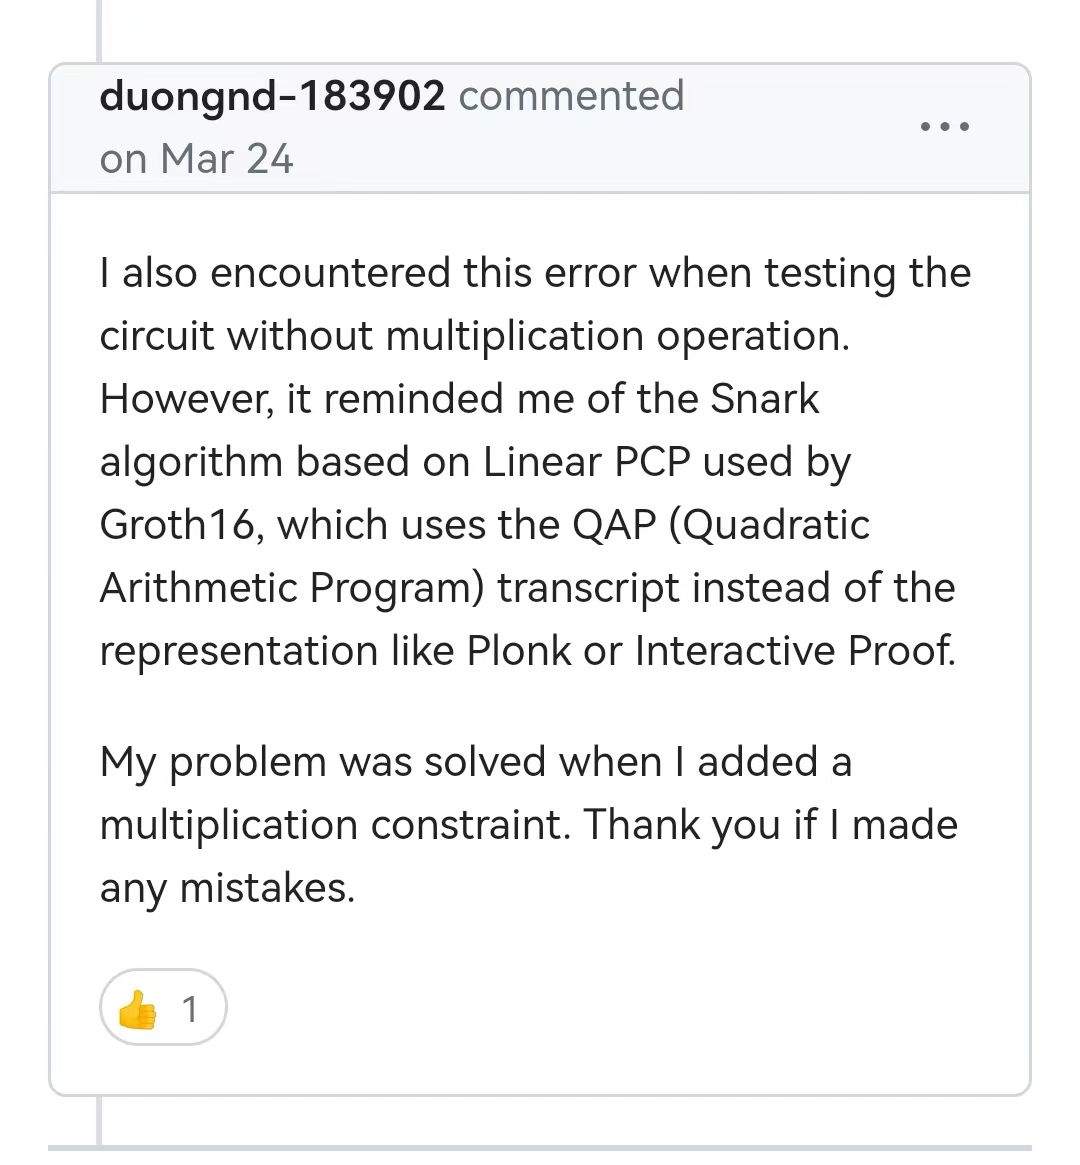 duongnd-183902 commented
on Mar 24
I also encountered this error when testing the
circuit without multiplication operation.
However, it reminded me of the Snark
algorithm based on Linear PCP used by
Groth16, which uses the QAP (Quadratic
Arithmetic Program) transcript instead of the
representation like Plonk or Interactive Proof.
My problem was solved when I added a
multiplication constraint. Thank you if I made
any mistakes.
👍 1